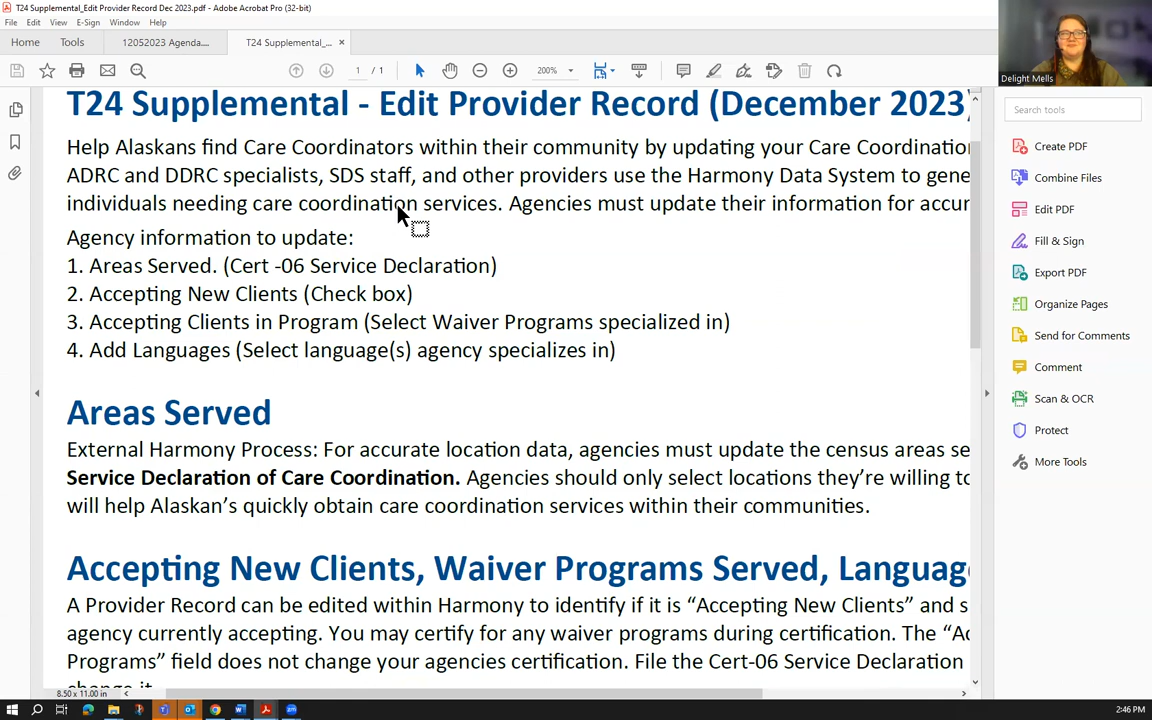 T24 Supplemental_Edit Provider Record Dec 2023.pdf - Adobe Acrobat Pro (32-bit)
File Edit View E-Sign Window Help
Home Tools 12052023 Agenda.... T24 Supplemental_... ×
1 / 1 200%
Delight Mells
T24 Supplemental - Edit Provider Record (December 2023)
Help Alaskans find Care Coordinators within their community by updating your Care Coordination
ADRC and DDRC specialists, SDS staff, and other providers use the Harmony Data System to gene
individuals needing care coordination services. Agencies must update their information for accur
Agency information to update:
1. Areas Served. (Cert -06 Service Declaration)
2. Accepting New Clients (Check box)
3. Accepting Clients in Program (Select Waiver Programs specialized in)
4. Add Languages (Select language(s) agency specializes in)
Areas Served
External Harmony Process: For accurate location data, agencies must update the census areas se
Service Declaration of Care Coordination. Agencies should only select locations they're willing to
will help Alaskan's quickly obtain care coordination services within their communities.
Accepting New Clients, Waiver Programs Served, Languag
A Provider Record can be edited within Harmony to identify if it is "Accepting New Clients" and s
agency currently accepting. You may certify for any waiver programs during certification. The "Ac
Programs" field does not change your agencies certification. File the Cert-06 Service Declaration
change it.
8.50 x 11.00 in
Search tools
Create PDF
Combine Files
Edit PDF
Fill & Sign
Export PDF
Organize Pages
Send for Comments
Comment
Scan & OCR
Protect
More Tools
2:46 PM